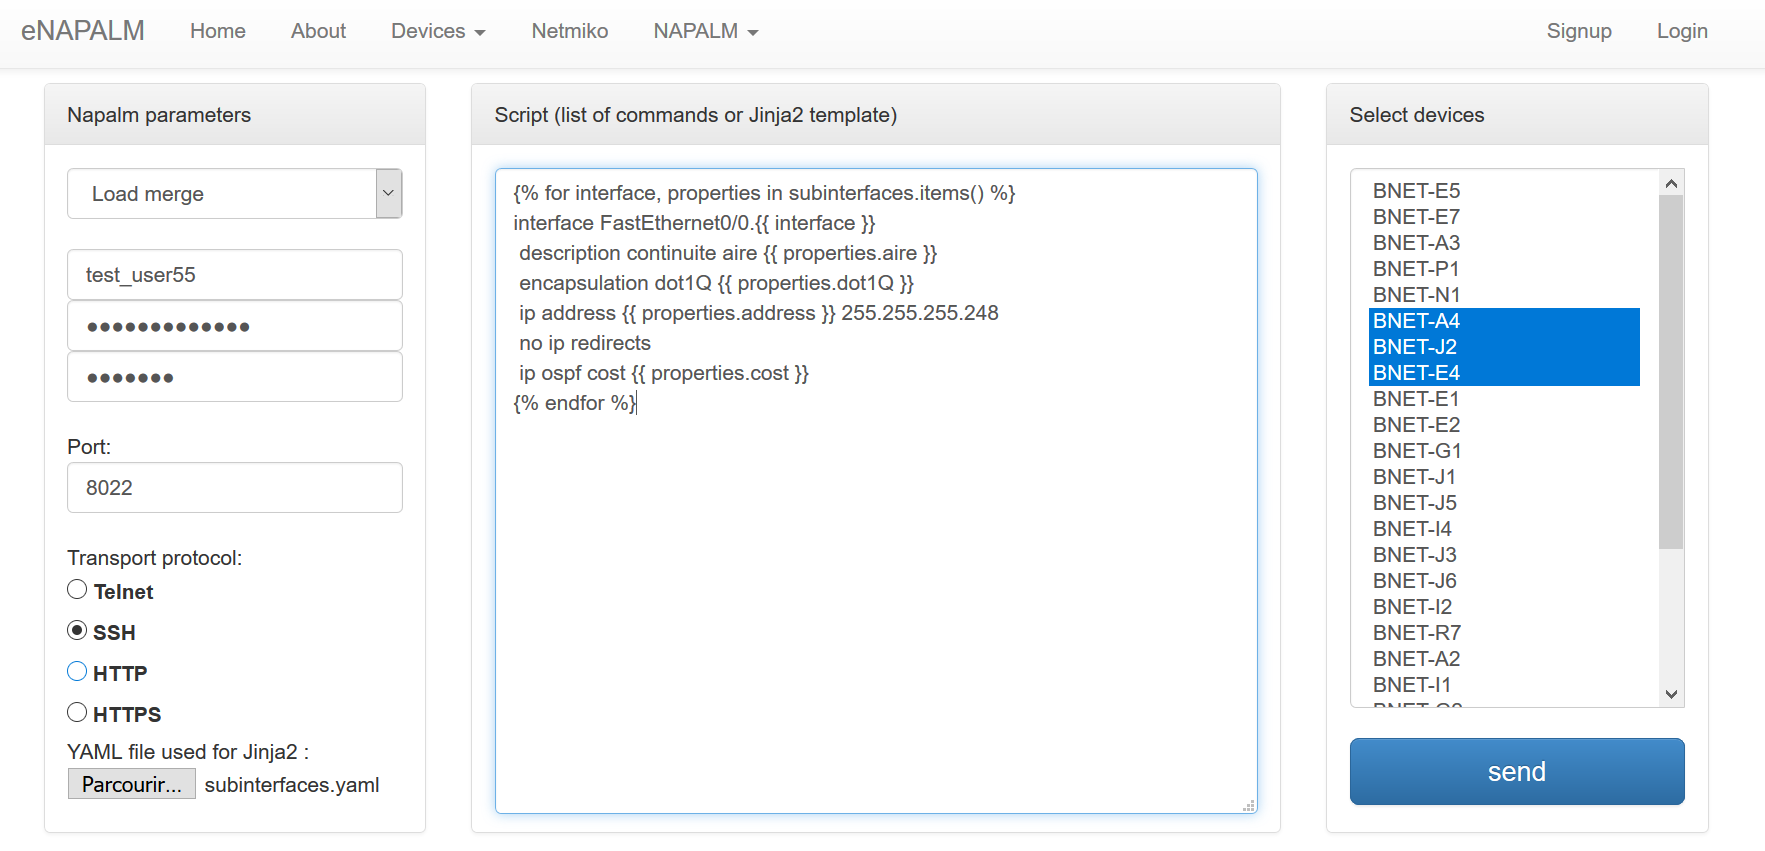 eNAPALM Home About Devices Netmiko NAPALM Signup Login
Napalm parameters
Load merge
test_user55
●●●●●●●●●●●●●
●●●●●●●
Port:
8022
Transport protocol:
Telnet
SSH
HTTP
HTTPS
YAML file used for Jinja2 :
Parcourir... subinterfaces.yaml
Script (list of commands or Jinja2 template)
{% for interface, properties in subinterfaces.items() %}
interface FastEthernet0/0.{{ interface }}
description continuite aire {{ properties.aire }}
encapsulation dot1Q {{ properties.dot1Q }}
ip address {{ properties.address }} 255.255.255.248
no ip redirects
ip ospf cost {{ properties.cost }}
{% endfor %}
Select devices
BNET-E5
BNET-E7
BNET-A3
BNET-P1
BNET-N1
BNET-A4
BNET-J2
BNET-E4
BNET-E1
BNET-E2
BNET-G1
BNET-J1
BNET-J5
BNET-I4
BNET-J3
BNET-J6
BNET-I2
BNET-R7
BNET-A2
BNET-I1
send